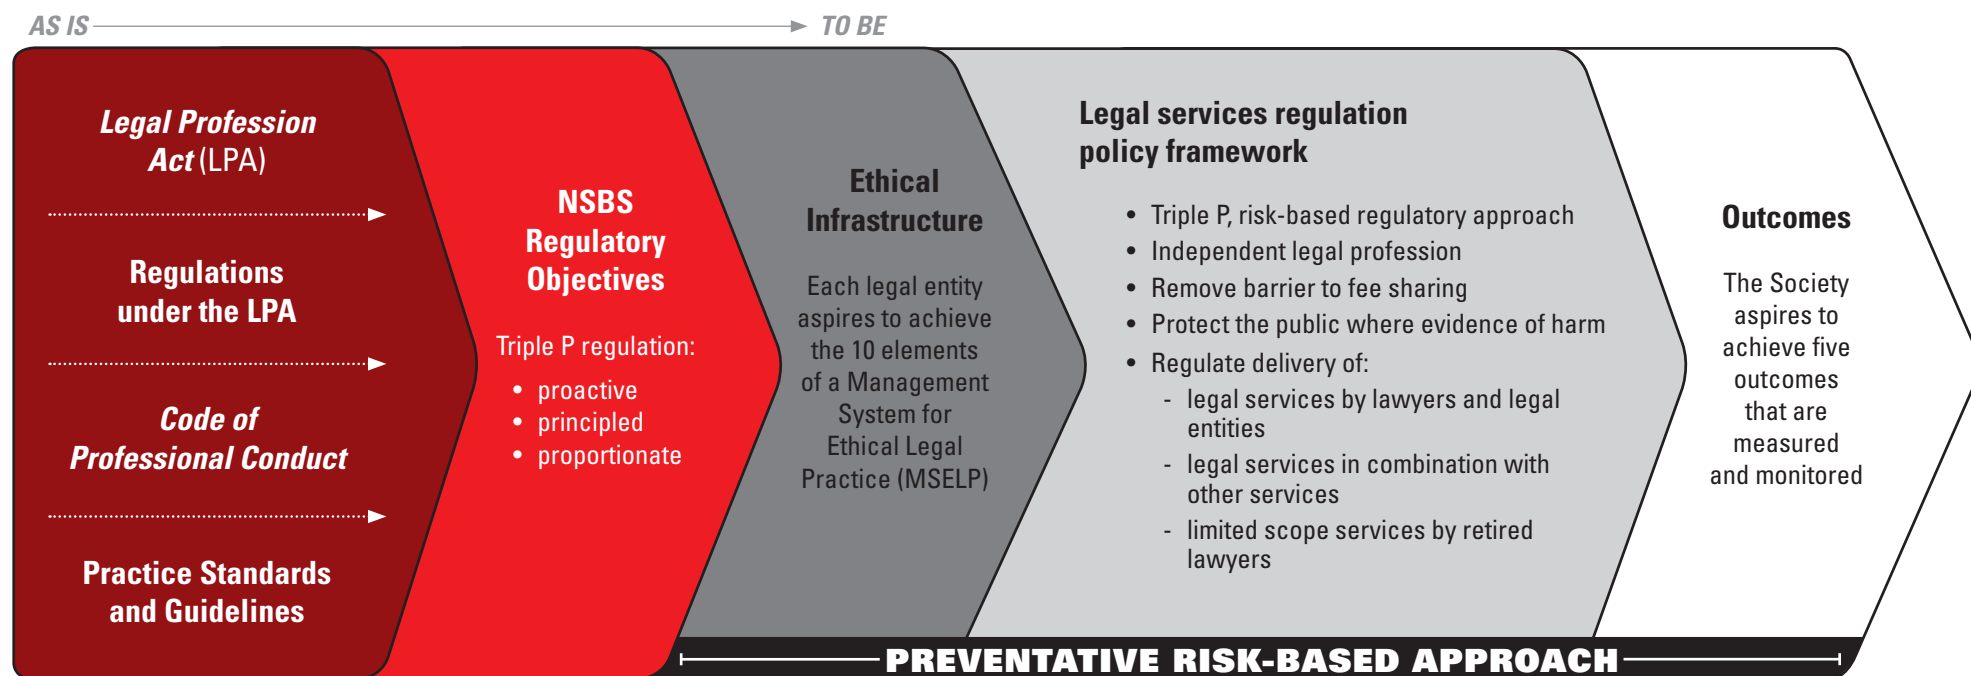 AS IS
TO BE
Legal Profession
Act (LPA)
Regulations
under the LPA
Code of
Professional Conduct
Practice Standards
and Guidelines
NSBS
Regulatory
Objectives
Triple P regulation:
• proactive
• principled
• proportionate
Ethical
Infrastructure
Each legal entity
aspires to achieve
the 10 elements
of a Management
System for
Ethical Legal
Practice (MSELP)
Legal services regulation
policy framework
• Triple P, risk-based regulatory approach
• Independent legal profession
• Remove barrier to fee sharing
• Protect the public where evidence of harm
• Regulate delivery of:
- legal services by lawyers and legal
entities
- legal services in combination with
other services
- limited scope services by retired
lawyers
Outcomes
The Society
aspires to
achieve five
outcomes
that are
measured
and monitored
PREVENTATIVE RISK-BASED APPROACH